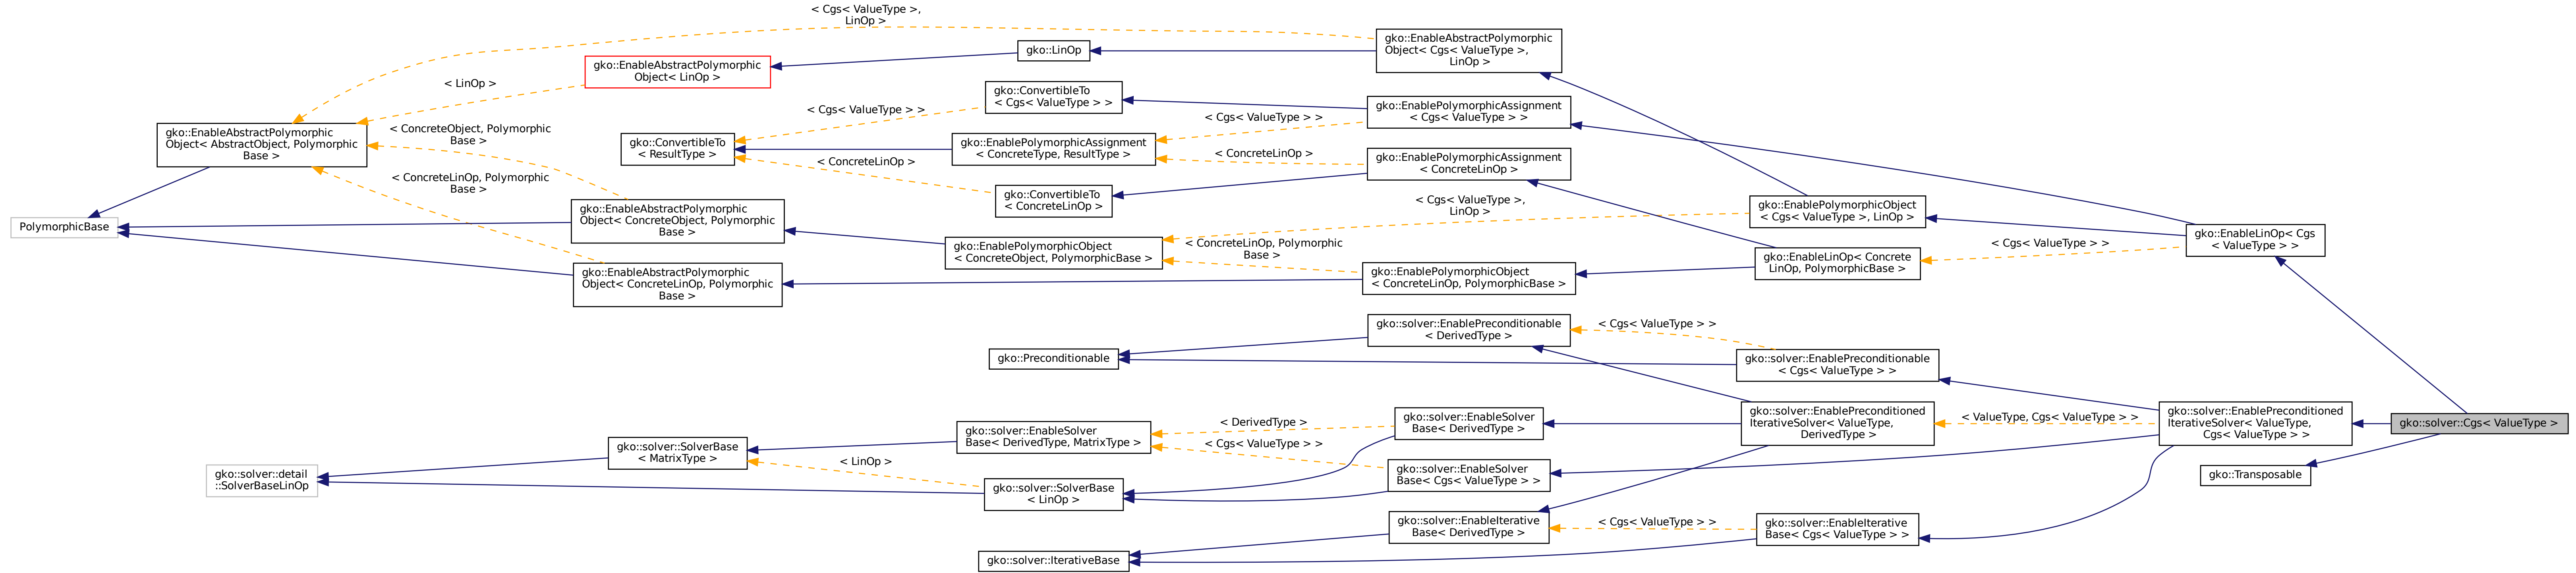 < Cgs< ValueType >,
LinOp >
gko::EnableAbstractPolymorphic
Object< Cgs< ValueType >,
LinOp >
gko::LinOp
gko::EnableAbstractPolymorphic
Object< LinOp >
< LinOp >
gko::ConvertibleTo
< Cgs< ValueType > >
< Cgs< ValueType > >
gko::EnablePolymorphicAssignment
< Cgs< ValueType > >
< Cgs< ValueType > >
gko::EnableAbstractPolymorphic
Object< AbstractObject, Polymorphic
Base >
< ConcreteObject, Polymorphic
Base >
gko::ConvertibleTo
< ResultType >
gko::EnablePolymorphicAssignment
< ConcreteType, ResultType >
< ConcreteLinOp >
gko::EnablePolymorphicAssignment
< ConcreteLinOp >
< ConcreteLinOp >
< ConcreteLinOp, Polymorphic
Base >
gko::ConvertibleTo
< ConcreteLinOp >
PolymorphicBase
gko::EnableAbstractPolymorphic
Object< ConcreteObject, Polymorphic
Base >
< Cgs< ValueType >,
LinOp >
gko::EnablePolymorphicObject
< Cgs< ValueType >, LinOp >
gko::EnablePolymorphicObject
< ConcreteObject, PolymorphicBase >
< ConcreteLinOp, Polymorphic
Base >
gko::EnableLinOp< Cgs
< ValueType > >
< Cgs< ValueType > >
gko::EnableLinOp< Concrete
LinOp, PolymorphicBase >
gko::EnableAbstractPolymorphic
Object< ConcreteLinOp, Polymorphic
Base >
gko::EnablePolymorphicObject
< ConcreteLinOp, PolymorphicBase >
gko::solver::EnablePreconditionable
< DerivedType >
< Cgs< ValueType > >
gko::Preconditionable
gko::solver::EnablePreconditionable
< Cgs< ValueType > >
gko::solver::EnableSolver
Base< DerivedType >
gko::solver::EnablePreconditioned
IterativeSolver< ValueType,
DerivedType >
< ValueType, Cgs< ValueType > >
gko::solver::EnablePreconditioned
IterativeSolver< ValueType,
Cgs< ValueType > >
gko::solver::Cgs< ValueType >
< DerivedType >
gko::solver::EnableSolver
Base< DerivedType, MatrixType >
< Cgs< ValueType > >
gko::solver::SolverBase
< MatrixType >
< LinOp >
gko::solver::EnableSolver
Base< Cgs< ValueType > >
gko::Transposable
gko::solver::detail
::SolverBaseLinOp
gko::solver::SolverBase
< LinOp >
gko::solver::EnableIterative
Base< DerivedType >
< Cgs< ValueType > >
gko::solver::EnableIterative
Base< Cgs< ValueType > >
gko::solver::IterativeBase